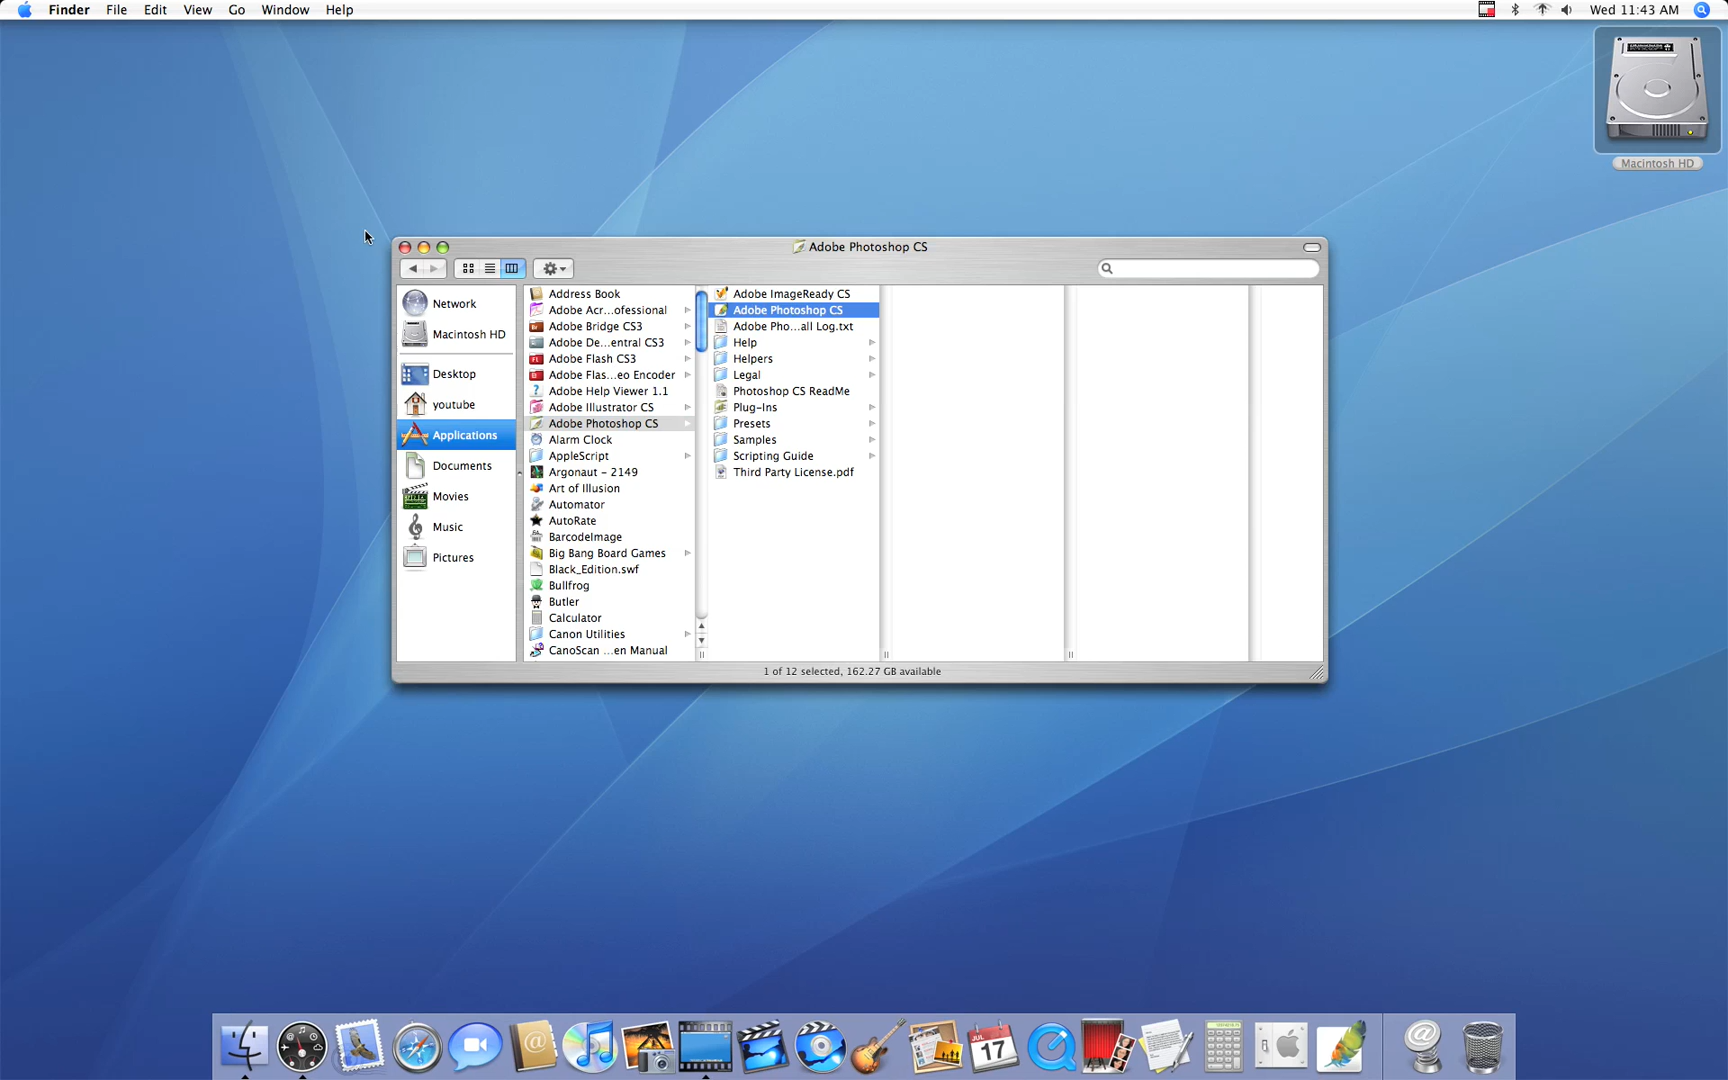 Finder File Edit View Go Window Help Wed 11:43 AM
Macintosh HD
Adobe Photoshop CS
Network
Macintosh HD
Desktop
youtube
Applications
Documents
Movies
Music
Pictures
Address Book
Adobe Acr...ofessional
Adobe Bridge CS3
Adobe De...entral CS3
Adobe Flash CS3
Adobe Flas...eo Encoder
Adobe Help Viewer 1.1
Adobe Illustrator CS
Adobe Photoshop CS
Alarm Clock
AppleScript
Argonaut - 2149
Art of Illusion
Automator
AutoRate
BarcodeImage
Big Bang Board Games
Black_Edition.swf
Bullfrog
Butler
Calculator
Canon Utilities
CanoScan ...en Manual
Adobe ImageReady CS
Adobe Photoshop CS
Adobe Pho...all Log.txt
Help
Helpers
Legal
Photoshop CS ReadMe
Plug-Ins
Presets
Samples
Scripting Guide
Third Party License.pdf
1 of 12 selected, 162.27 GB available
JUL
17